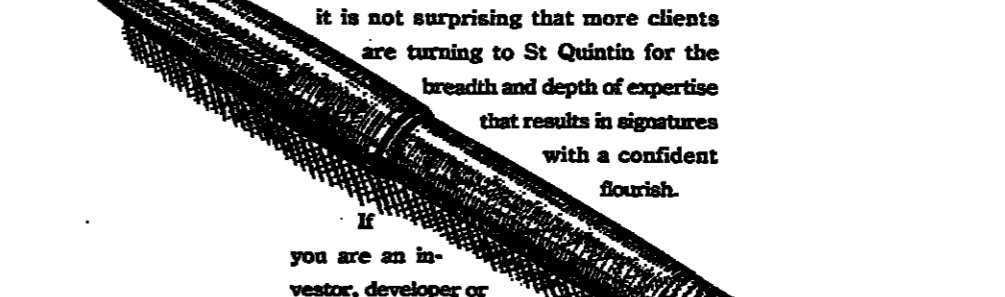 it is not surprising that more clients
are turning to St Quintin for the
breadth and depth of expertise
that results in signatures
with a confident
flourish.
If
you are an in-
vestor, developer or